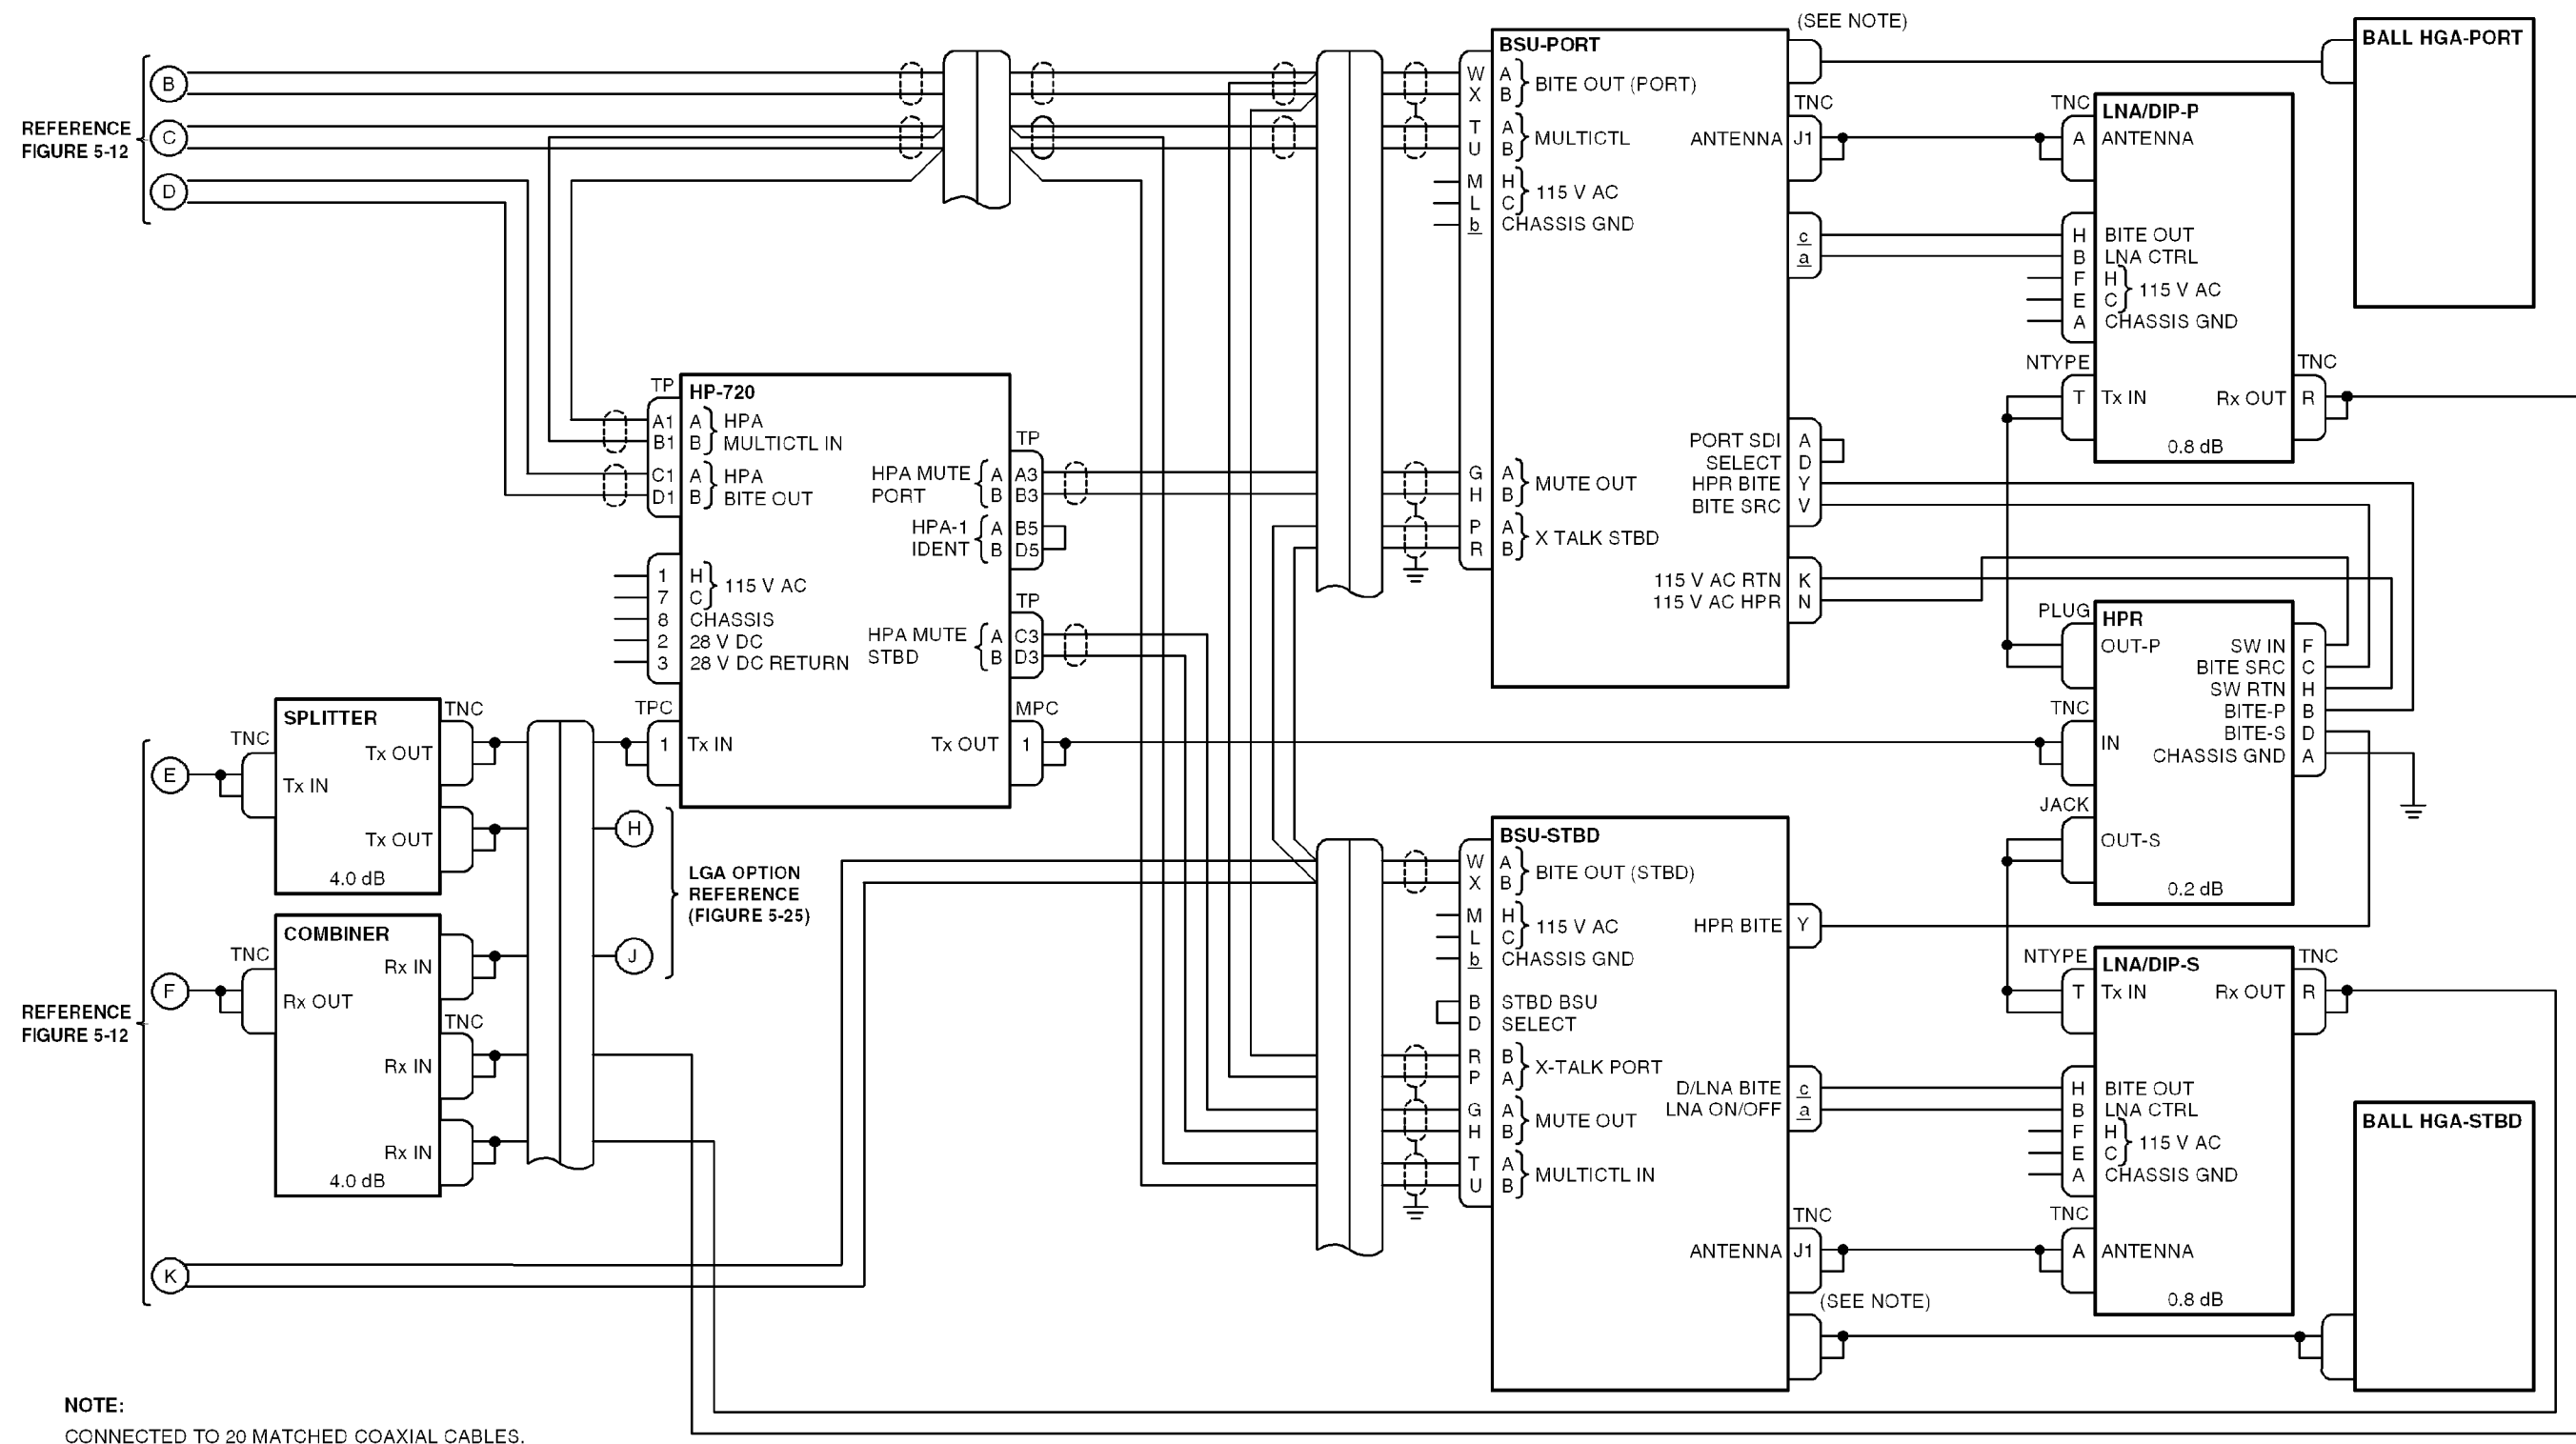 REFERENCE
FIGURE 5-12
B
C
D
(SEE NOTE)
BSU-PORT
W A
X B
BITE OUT (PORT)
T A
U B
MULTICTL
M H
L C
115 V AC
b CHASSIS GND
TNC
ANTENNA J1
c
a
G A
H B
MUTE OUT
P A
R B
X TALK STBD
PORT SDI A
SELECT D
HPR BITE Y
BITE SRC V
115 V AC RTN K
115 V AC HPR N
BALL HGA-PORT
TNC
LNA/DIP-P
A ANTENNA
H BITE OUT
B LNA CTRL
F H
E C
115 V AC
A CHASSIS GND
NTYPE
T Tx IN
TNC
Rx OUT R
0.8 dB
TP
HP-720
A1 A
B1 B
HPA
MULTICTL IN
C1 A
D1 B
HPA
BITE OUT
TP
HPA MUTE
PORT
A A3
B B3
HPA-1
IDENT
A B5
B D5
1 H
7 C
115 V AC
8 CHASSIS
2 28 V DC
3 28 V DC RETURN
TP
HPA MUTE
STBD
A C3
B D3
TPC
1 Tx IN
MPC
Tx OUT 1
PLUG
HPR
OUT-P
SW IN F
BITE SRC C
SW RTN H
BITE-P B
BITE-S D
CHASSIS GND A
TNC
IN
JACK
OUT-S
0.2 dB
REFERENCE
FIGURE 5-12
E
F
K
SPLITTER
TNC
TNC
Tx OUT
Tx IN
Tx OUT
4.0 dB
COMBINER
TNC
Rx IN
Rx OUT
TNC
Rx IN
Rx IN
4.0 dB
H
J
LGA OPTION
REFERENCE
(FIGURE 5-25)
BSU-STBD
W A
X B
BITE OUT (STBD)
M H
L C
115 V AC
b CHASSIS GND
HPR BITE Y
B STBD BSU
D SELECT
R B
P A
X-TALK PORT
G A
H B
MUTE OUT
T A
U B
MULTICTL IN
D/LNA BITE c
LNA ON/OFF a
TNC
ANTENNA J1
(SEE NOTE)
NTYPE
LNA/DIP-S
TNC
T Tx IN
Rx OUT R
H BITE OUT
B LNA CTRL
F H
E C
115 V AC
A CHASSIS GND
TNC
A ANTENNA
0.8 dB
BALL HGA-STBD
NOTE:
CONNECTED TO 20 MATCHED COAXIAL CABLES.